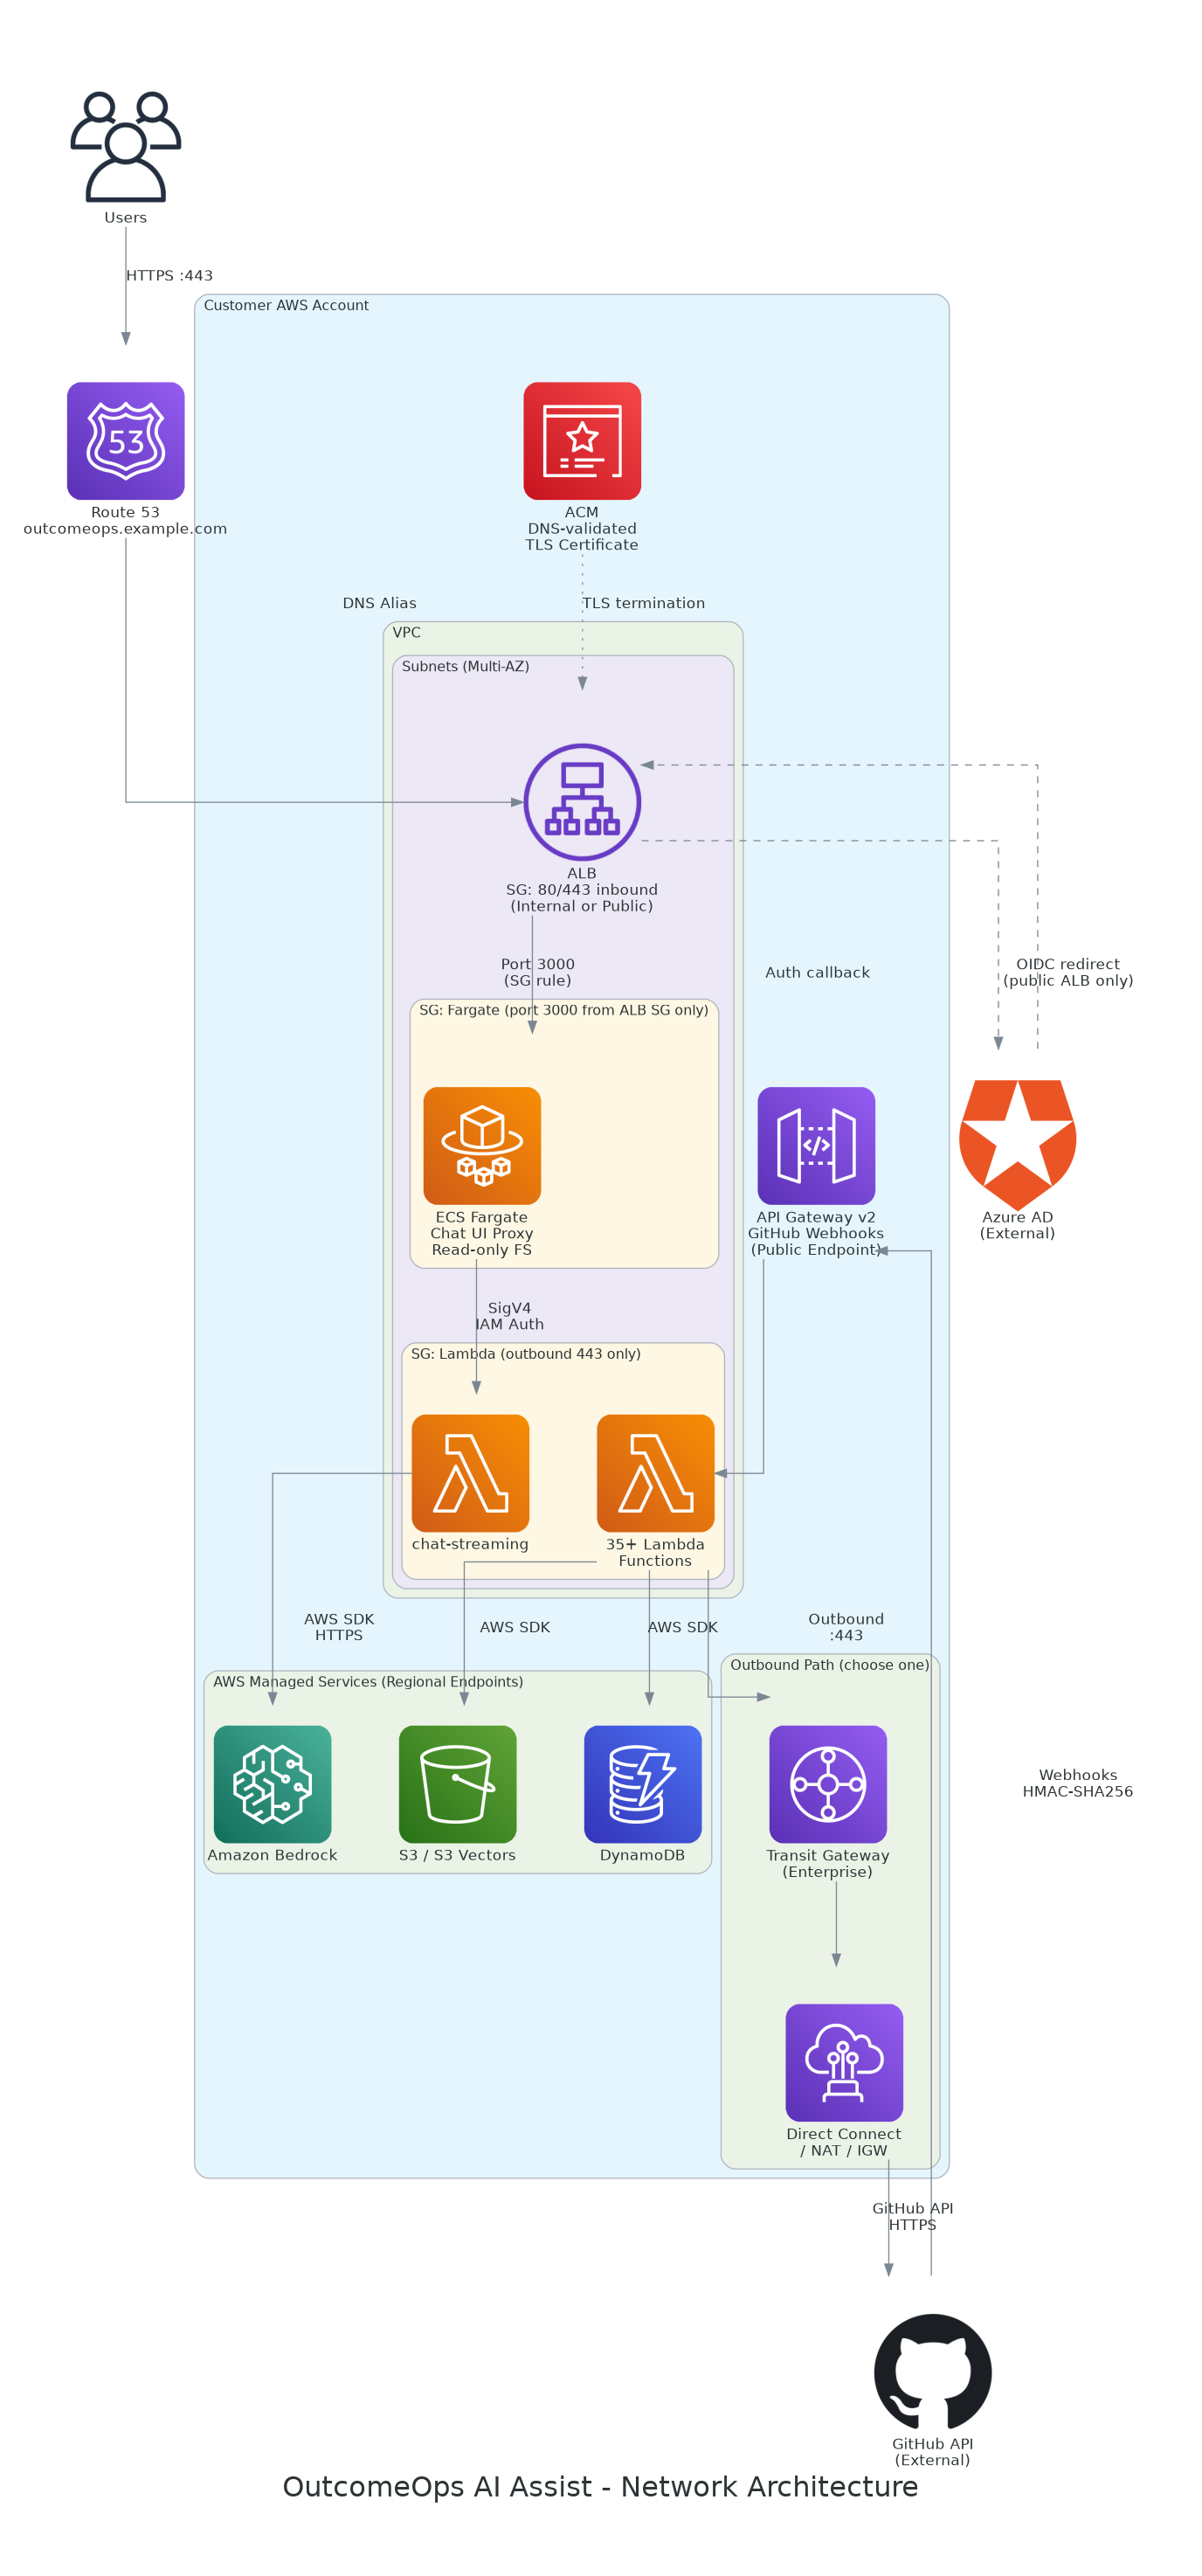 Users
HTTPS :443
Customer AWS Account
53
Route 53
outcomeops.example.com
ACM
DNS-validated
TLS Certificate
DNS Alias
TLS termination
VPC
Subnets (Multi-AZ)
ALB
SG: 80/443 inbound
(Internal or Public)
Port 3000
(SG rule)
Auth callback
OIDC redirect
(public ALB only)
SG: Fargate (port 3000 from ALB SG only)
ECS Fargate
Chat UI Proxy
Read-only FS
API Gateway v2
GitHub Webhooks
(Public Endpoint)
Azure AD
(External)
SigV4
IAM Auth
SG: Lambda (outbound 443 only)
chat-streaming
35+ Lambda
Functions
AWS SDK
HTTPS
AWS SDK
AWS SDK
Outbound
:443
AWS Managed Services (Regional Endpoints)
Outbound Path (choose one)
Amazon Bedrock
S3 / S3 Vectors
DynamoDB
Transit Gateway
(Enterprise)
Webhooks
HMAC-SHA256
Direct Connect
/ NAT / IGW
GitHub API
HTTPS
GitHub API
(External)
OutcomeOps AI Assist - Network Architecture